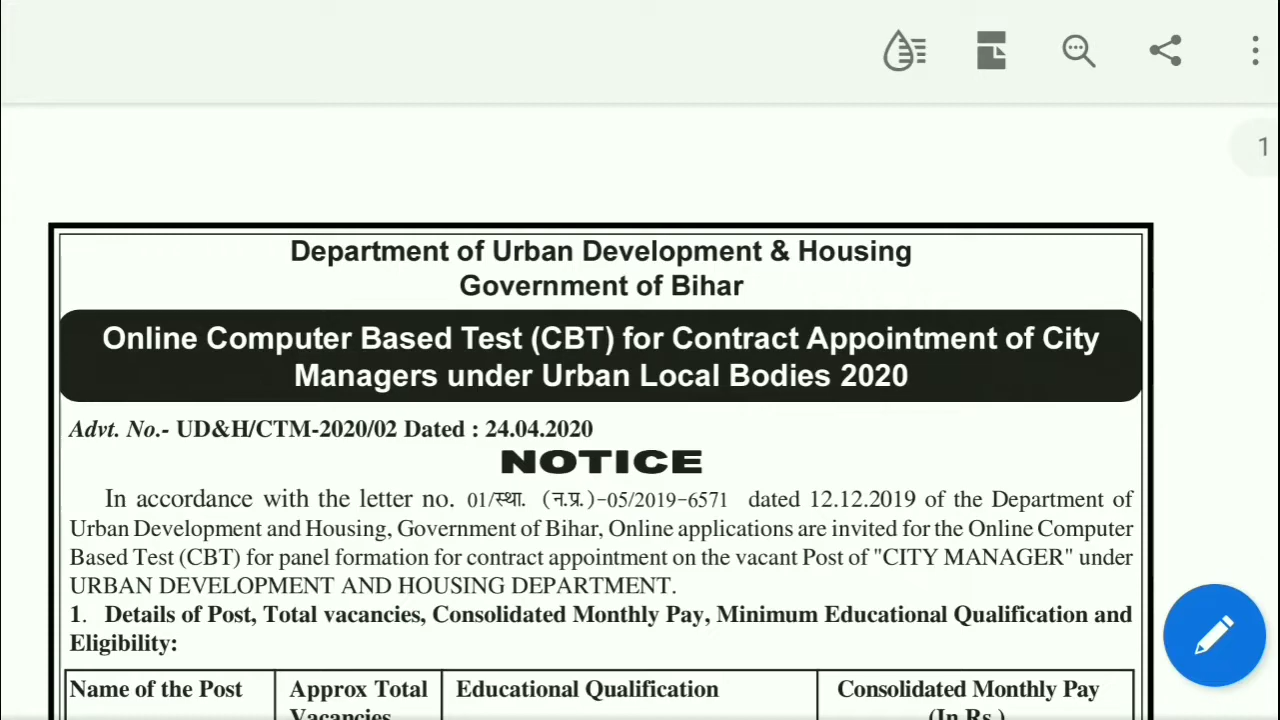 1
Department of Urban Development & Housing
Government of Bihar
Online Computer Based Test (CBT) for Contract Appointment of City
Managers under Urban Local Bodies 2020
Advt. No.- UD&H/CTM-2020/02 Dated : 24.04.2020
NOTICE
In accordance with the letter no. 01/स्था. (न.प्र.)-05/2019-6571 dated 12.12.2019 of the Department of
Urban Development and Housing, Government of Bihar, Online applications are invited for the Online Computer
Based Test (CBT) for panel formation for contract appointment on the vacant Post of "CITY MANAGER" under
URBAN DEVELOPMENT AND HOUSING DEPARTMENT.
1. Details of Post, Total vacancies, Consolidated Monthly Pay, Minimum Educational Qualification and
Eligibility:
Name of the Post Approx Total Educational Qualification Consolidated Monthly Pay
Vacancies (In Rs.)